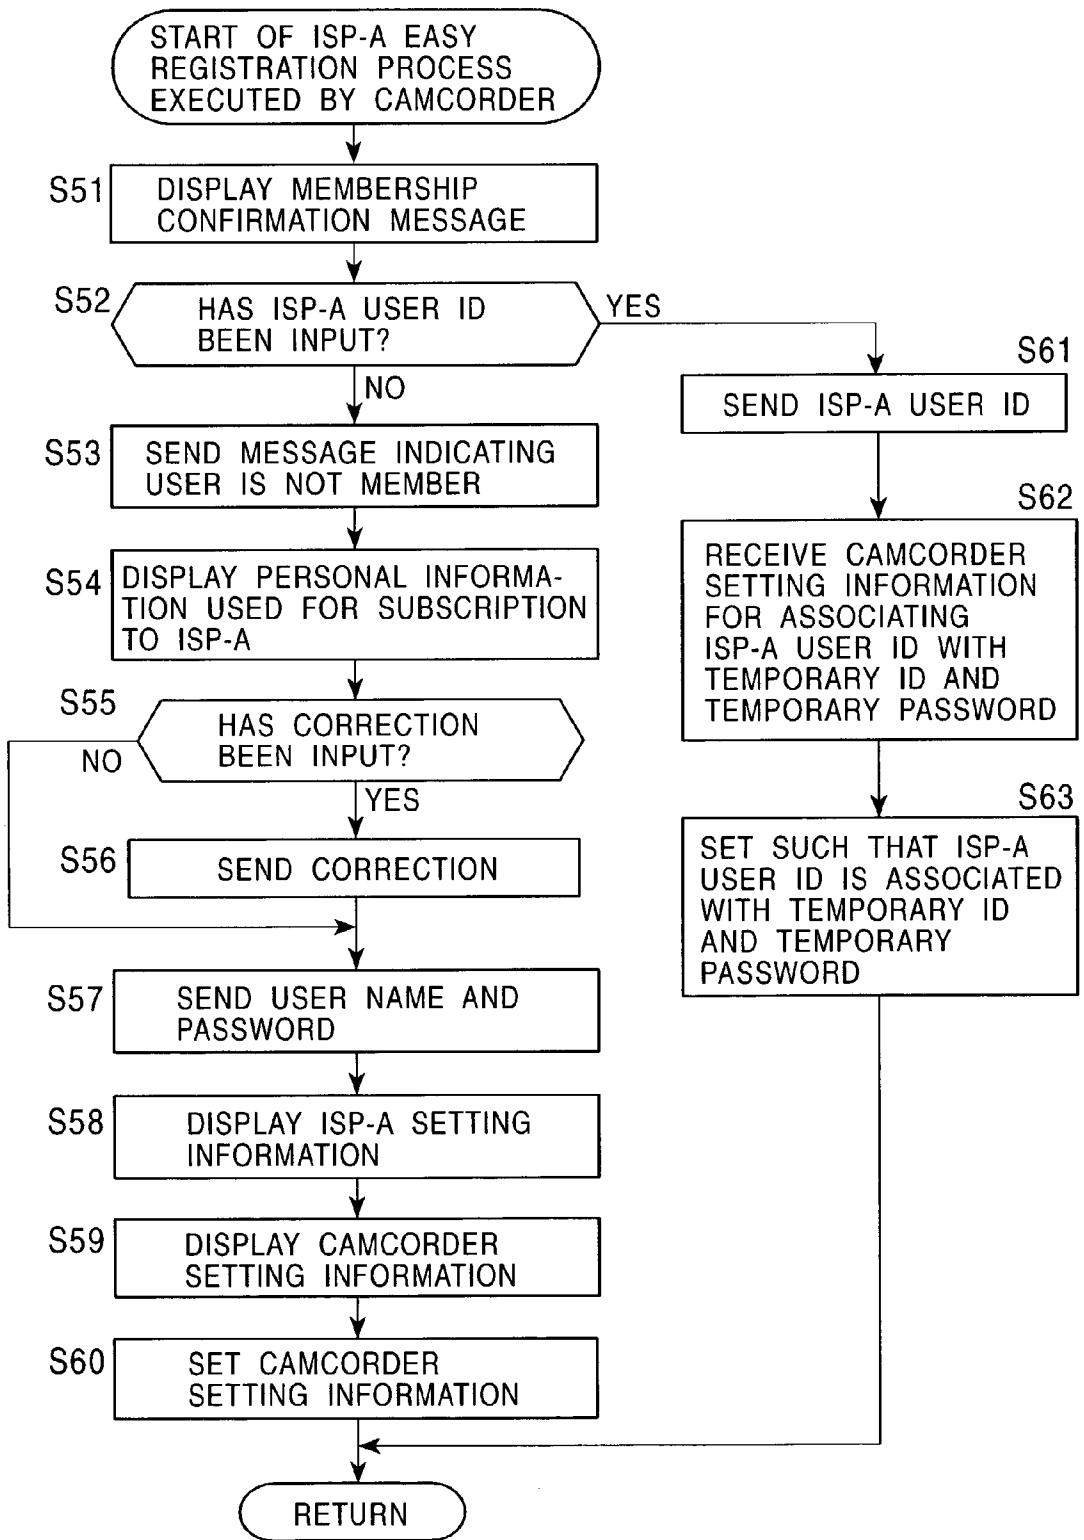 START OF ISP-A EASY
REGISTRATION PROCESS
EXECUTED BY CAMCORDER
S51
DISPLAY MEMBERSHIP
CONFIRMATION MESSAGE
S52
HAS ISP-A USER ID
BEEN INPUT?
YES
NO
S53
SEND MESSAGE INDICATING
USER IS NOT MEMBER
S54
DISPLAY PERSONAL INFORMA-
TION USED FOR SUBSCRIPTION
TO ISP-A
S55
HAS CORRECTION
BEEN INPUT?
NO
YES
S56
SEND CORRECTION
S57
SEND USER NAME AND
PASSWORD
S58
DISPLAY ISP-A SETTING
INFORMATION
S59
DISPLAY CAMCORDER
SETTING INFORMATION
S60
SET CAMCORDER
SETTING INFORMATION
S61
SEND ISP-A USER ID
S62
RECEIVE CAMCORDER
SETTING INFORMATION
FOR ASSOCIATING
ISP-A USER ID WITH
TEMPORARY ID AND
TEMPORARY PASSWORD
S63
SET SUCH THAT ISP-A
USER ID IS ASSOCIATED
WITH TEMPORARY ID
AND TEMPORARY
PASSWORD
RETURN